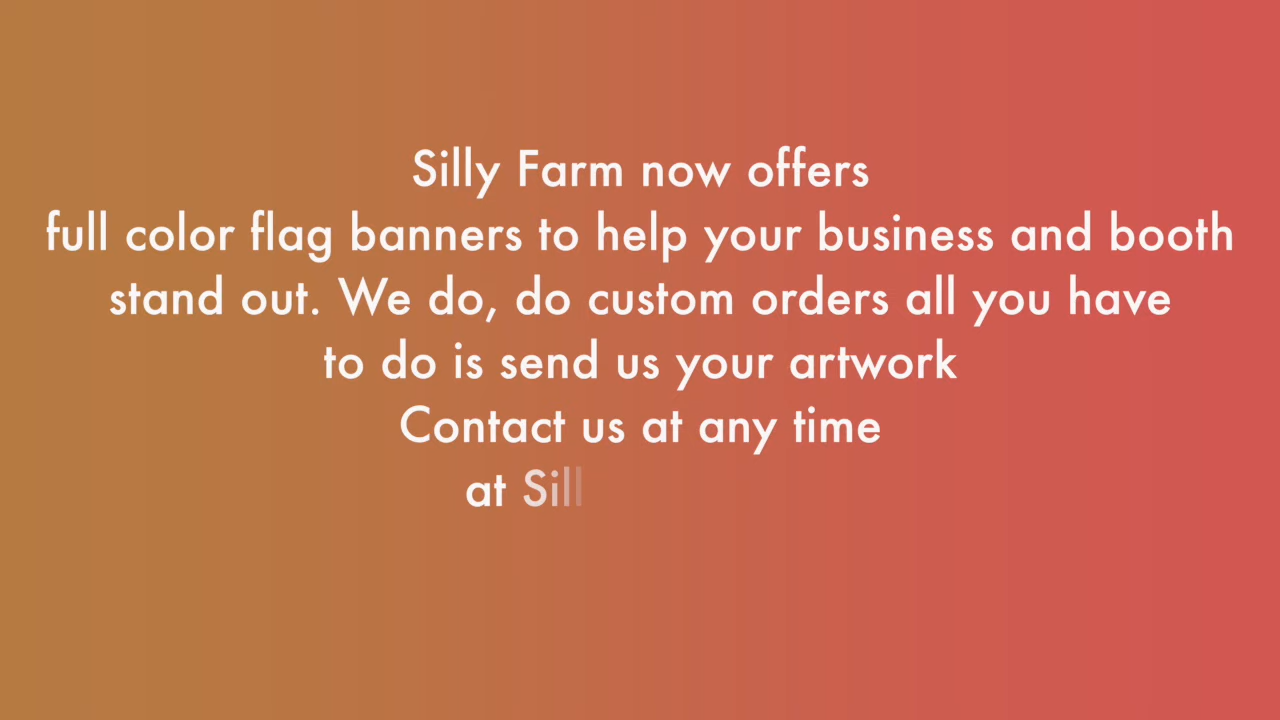 Silly Farm now offers
full color flag banners to help your business and booth
stand out. We do, do custom orders all you have
to do is send us your artwork
Contact us at any time
at Sill